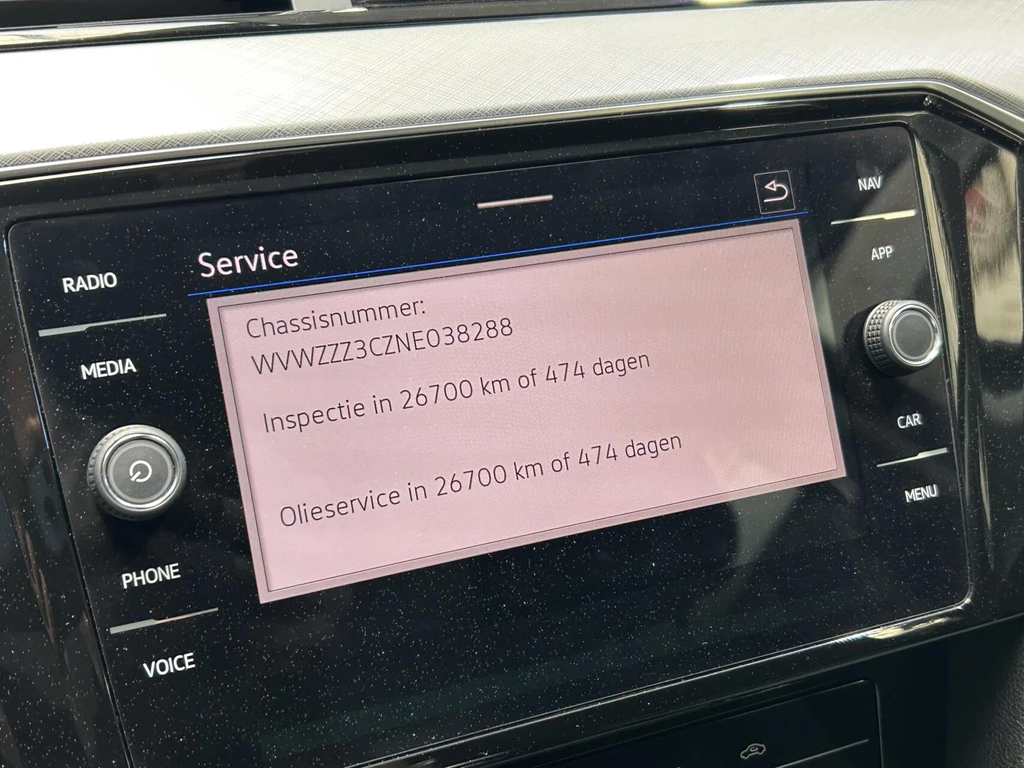 Service
NAV
RADIO
APP
Chassisnummer:
WVWZZZ3CZNE038288
MEDIA
Inspectie in 26700 km of 474 dagen
CAR
Olieservice in 26700 km of 474 dagen
MENU
PHONE
VOICE